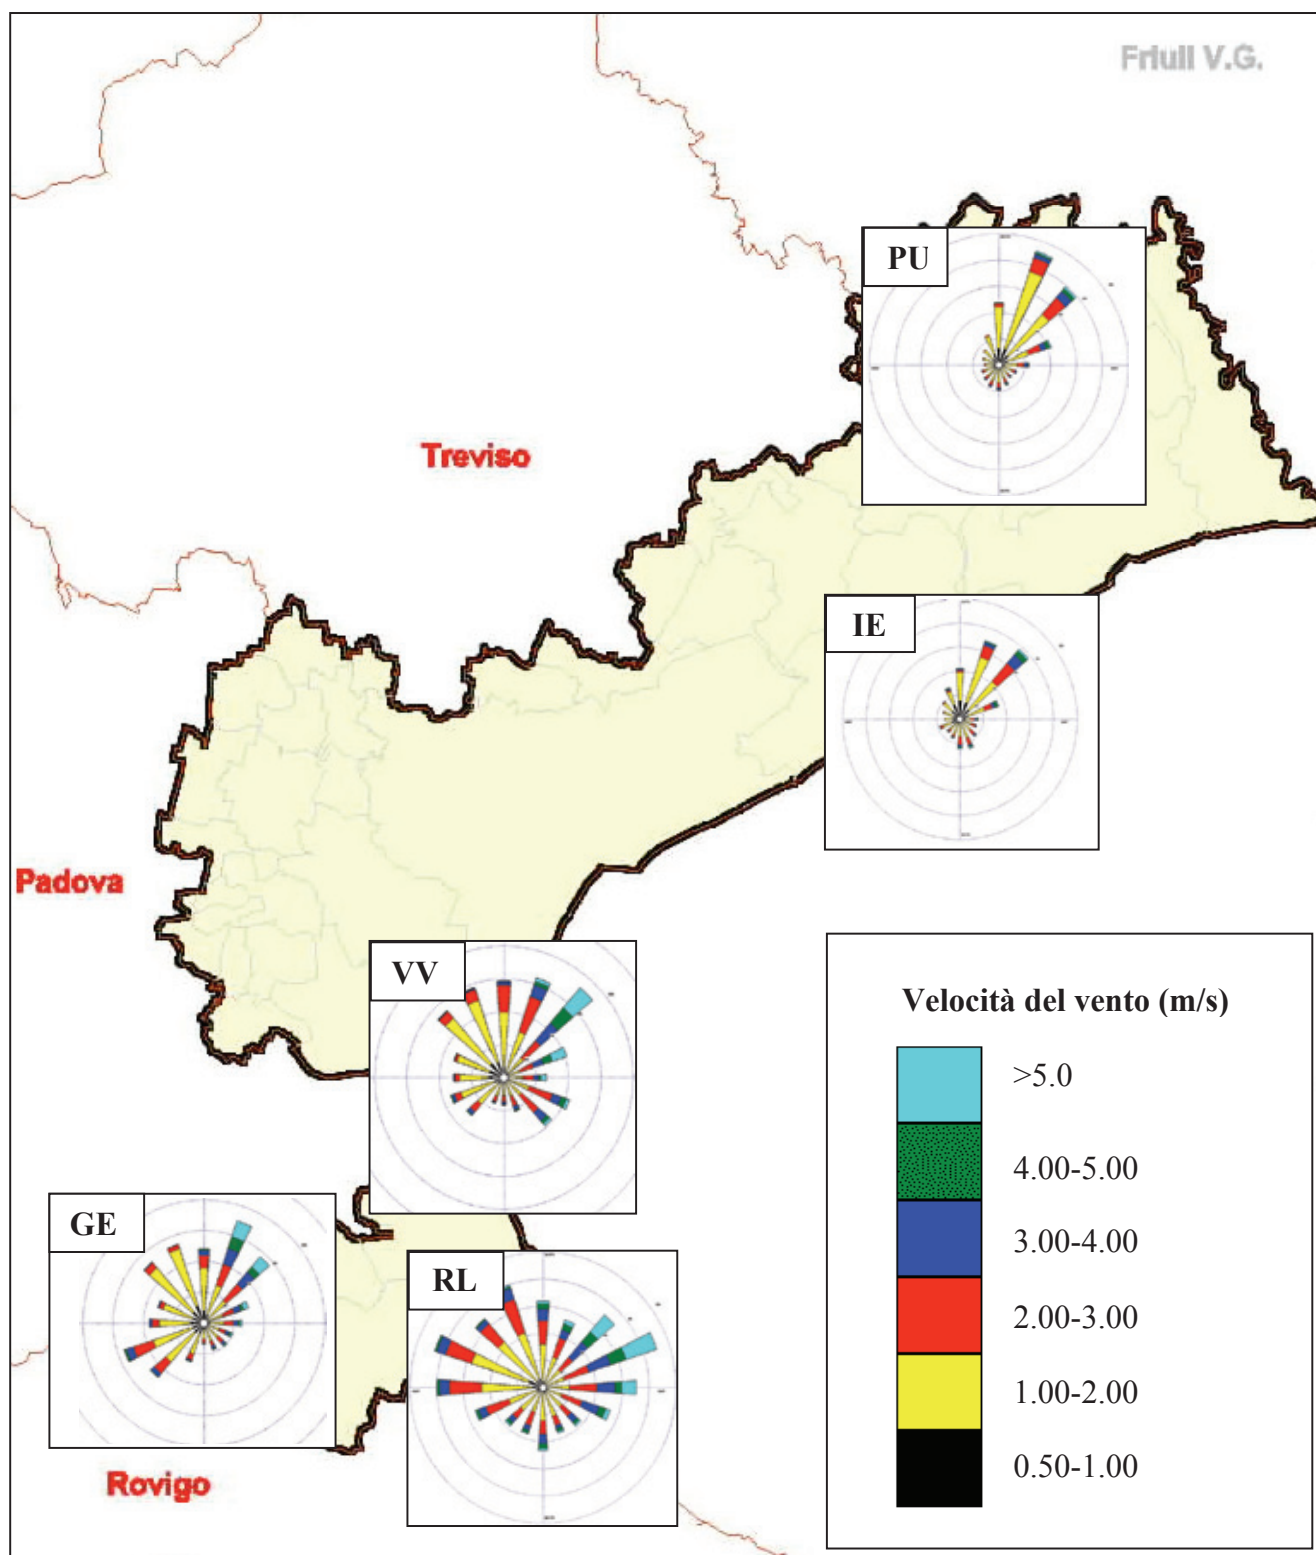 Friuli V.G.
PU
Treviso
IE
Padova
VV
Velocità del vento (m/s)
>5.0
4.00-5.00
3.00-4.00
2.00-3.00
1.00-2.00
0.50-1.00
GE
RL
Rovigo